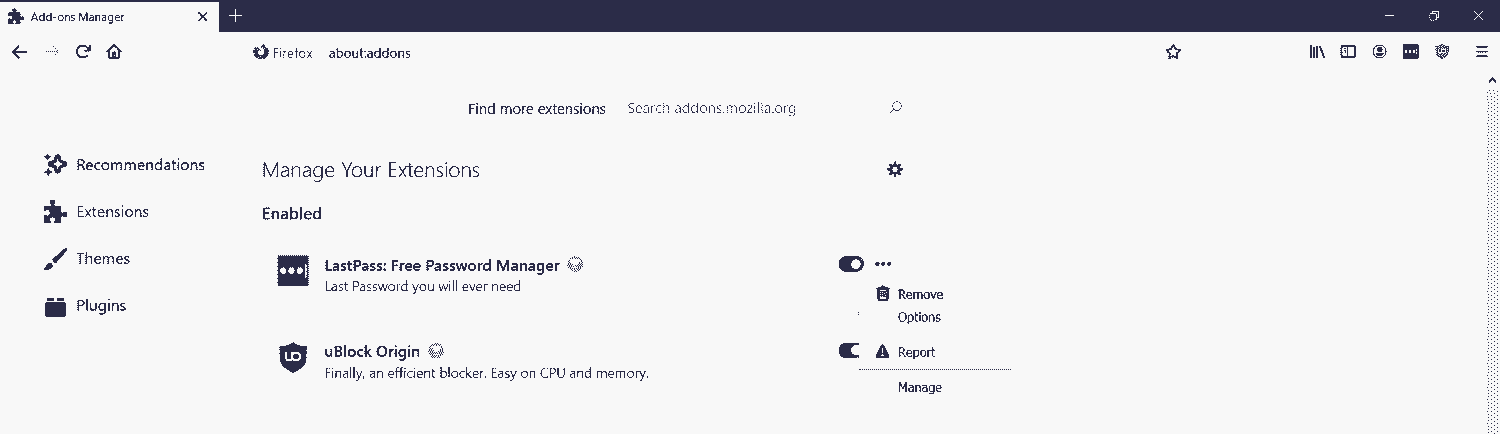 Add-ons Manager
Firefox about:addons
Find more extensions Search addons.mozilla.org
Recommendations
Extensions
Themes
Plugins
Manage Your Extensions
Enabled
LastPass: Free Password Manager
Last Password you will ever need
Remove
Options
uBlock Origin
Finally, an efficient blocker. Easy on CPU and memory.
Report
Manage